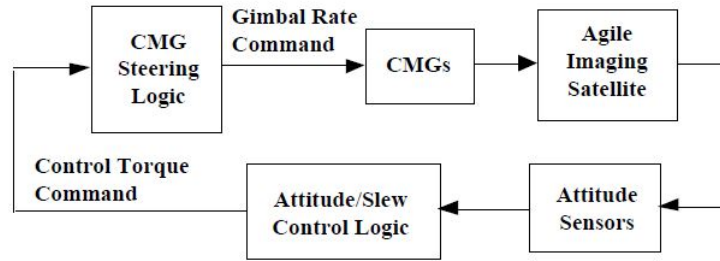 Gimbal Rate
Command
CMG
Steering
Logic
CMGs
Agile
Imaging
Satellite
Control Torque
Command
Attitude/Slew
Control Logic
Attitude
Sensors